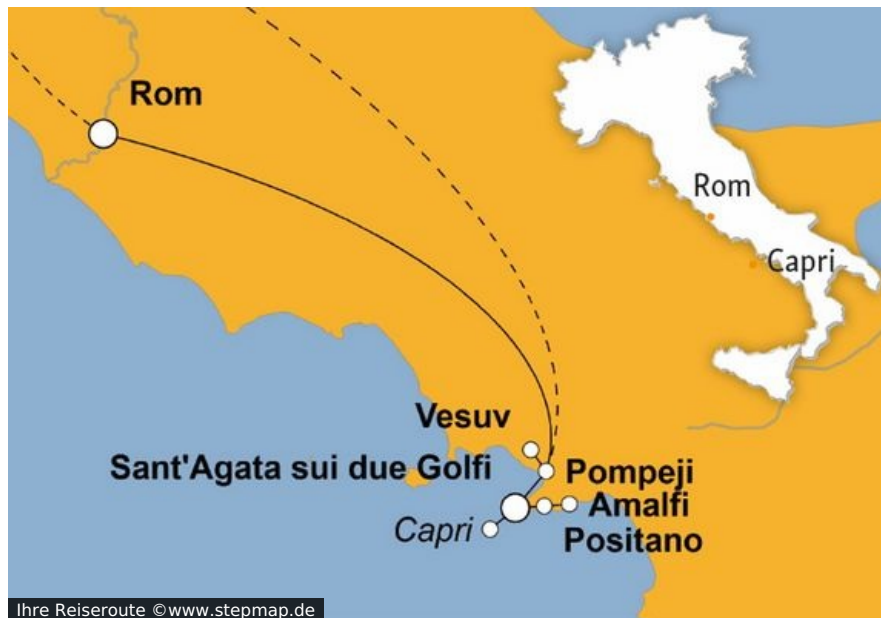 Rom
Rom
Capri
Vesuv
Sant'Agata sui due Golfi
Pompeji
Amalfi
Capri
Positano
Ihre Reiseroute ©www.stepmap.de